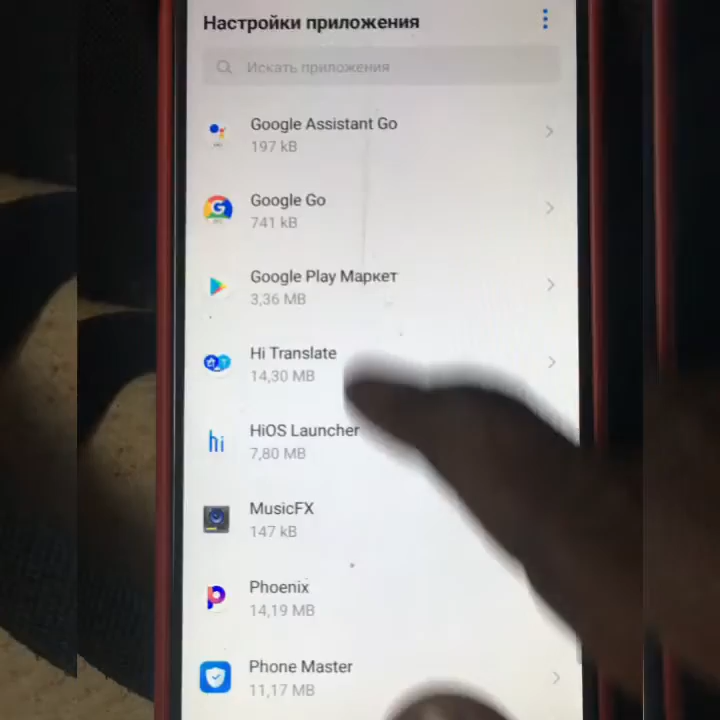 Настройки приложения
Искать приложения
Google Assistant Go
197 kB
Google Go
741 kB
Google Play Маркет
3,36 MB
Hi Translate
14,30 MB
HiOS Launcher
7,80 MB
MusicFX
147 kB
Phoenix
14,19 MB
Phone Master
11,17 MB